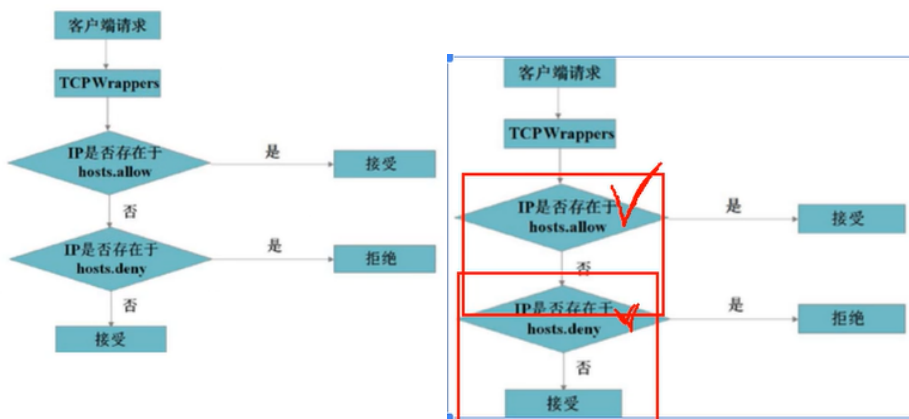 客户端请求
TCPWrappers
IP是否存在于
hosts.allow
是
接受
否
IP是否存在于
hosts.deny
是
拒绝
否
接受
客户端请求
TCPWrappers
IP是否存在于
hosts.allow
是
接受
否
IP是否存在于
hosts.deny
是
拒绝
否
接受